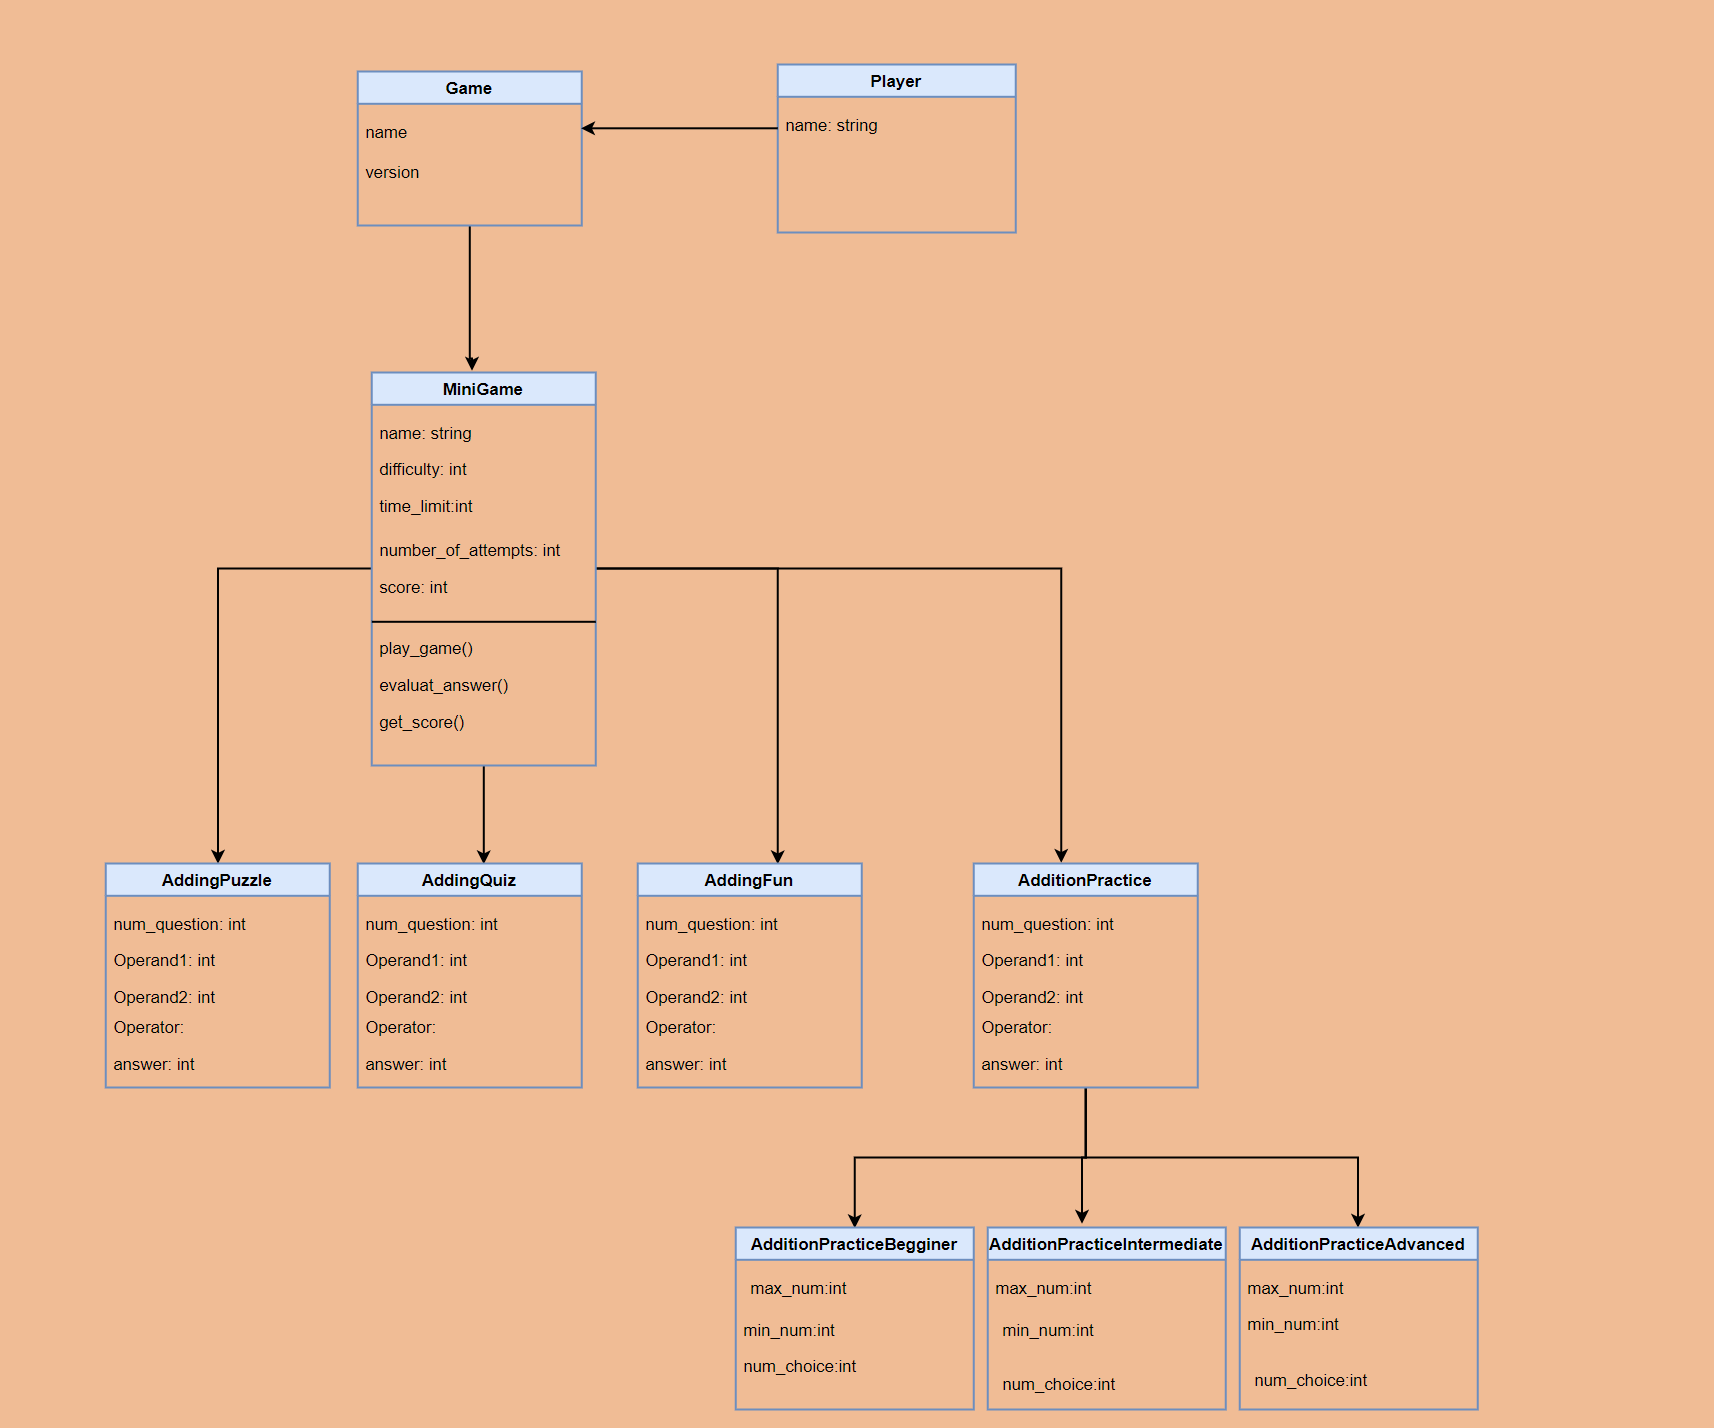 Game
name
version
Player
name: string
MiniGame
name: string
difficulty: int
time_limit:int
number_of_attempts: int
score: int
play_game()
evaluat_answer()
get_score()
AddingPuzzle
num_question: int
Operand1: int
Operand2: int
Operator:
answer: int
AddingQuiz
num_question: int
Operand1: int
Operand2: int
Operator:
answer: int
AddingFun
num_question: int
Operand1: int
Operand2: int
Operator:
answer: int
AdditionPractice
num_question: int
Operand1: int
Operand2: int
Operator:
answer: int
AdditionPracticeBegginer
max_num:int
min_num:int
num_choice:int
AdditionPracticeIntermediate
max_num:int
min_num:int
num_choice:int
AdditionPracticeAdvanced
max_num:int
min_num:int
num_choice:int